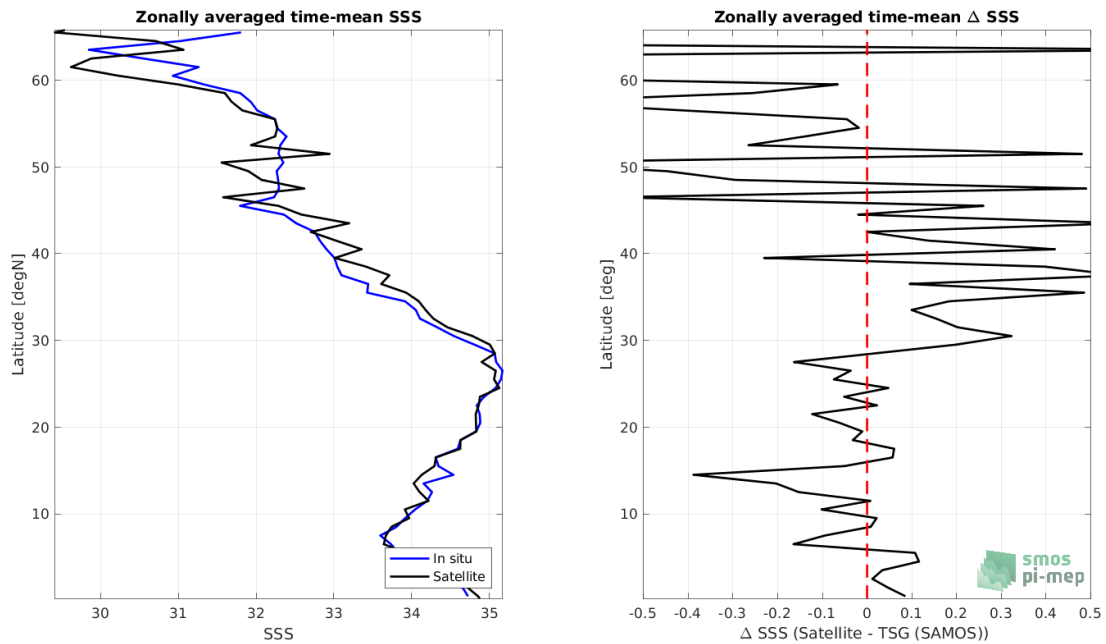 Zonally averaged time-mean SSS
60
50
40
30
20
10
Latitude [degN]
30
31
32
33
34
35
SSS
In situ
Satellite
Zonally averaged time-mean Δ SSS
60
50
40
30
20
10
Latitude [deg]
-0.5
-0.4
-0.3
-0.2
-0.1
0
0.1
0.2
0.3
0.4
0.5
Δ SSS (Satellite - TSG (SAMOS))
smos
pi-mep